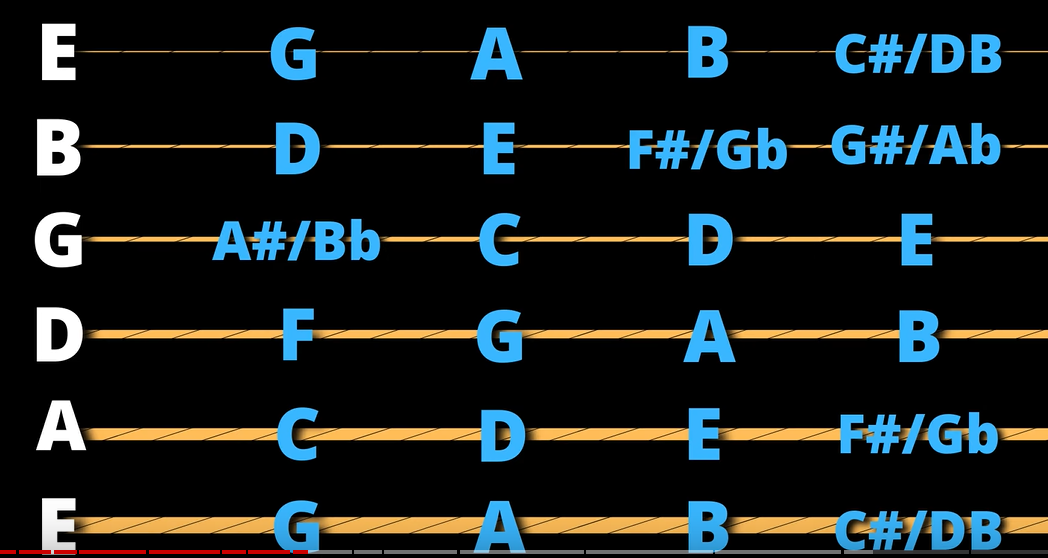 E G A B C#/DB
B D E F#/Gb G#/Ab
G A#/Bb C D E
D F G A B
A C D E F#/Gb
E G A B C#/DB